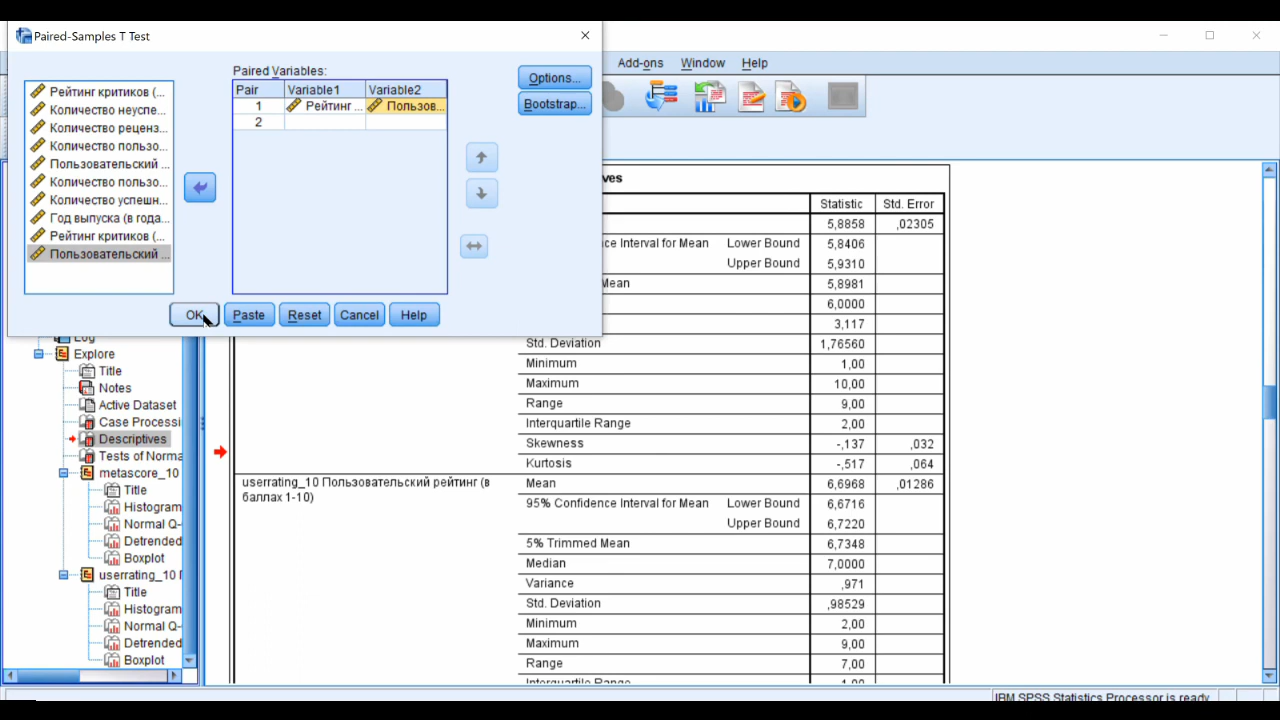 Paired-Samples T Test
Paired Variables:
Pair Variable1 Variable2
1 Рейтинг ... Пользов...
2
Рейтинг критиков (...
Количество неуспе...
Количество реценз...
Количество пользо...
Пользовательский ...
Количество пользо...
Количество успешн...
Год выпуска (в года...
Рейтинг критиков (...
Пользовательский ...
Options...
Bootstrap...
OK Paste Reset Cancel Help
Add-ons Window Help
Log
Explore
Title
Notes
Active Dataset
Case Processi
Descriptives
Tests of Norma
metascore_10
Title
Histogram
Normal Q-
Detrended
Boxplot
userrating_10 П
Title
Histogram
Normal Q-
Detrended
Boxplot
ves
Statistic Std. Error
5,8858 ,02305
ce Interval for Mean Lower Bound 5,8406
Upper Bound 5,9310
Mean 5,8981
6,0000
3,117
Std. Deviation 1,76560
Minimum 1,00
Maximum 10,00
Range 9,00
Interquartile Range 2,00
Skewness -,137 ,032
Kurtosis -,517 ,064
userrating_10 Пользовательский рейтинг (в баллах 1-10) Mean 6,6968 ,01286
95% Confidence Interval for Mean Lower Bound 6,6716
Upper Bound 6,7220
5% Trimmed Mean 6,7348
Median 7,0000
Variance ,971
Std. Deviation ,98529
Minimum 2,00
Maximum 9,00
Range 7,00
Interquartile Range 1,00
IBM SPSS Statistics Processor is ready